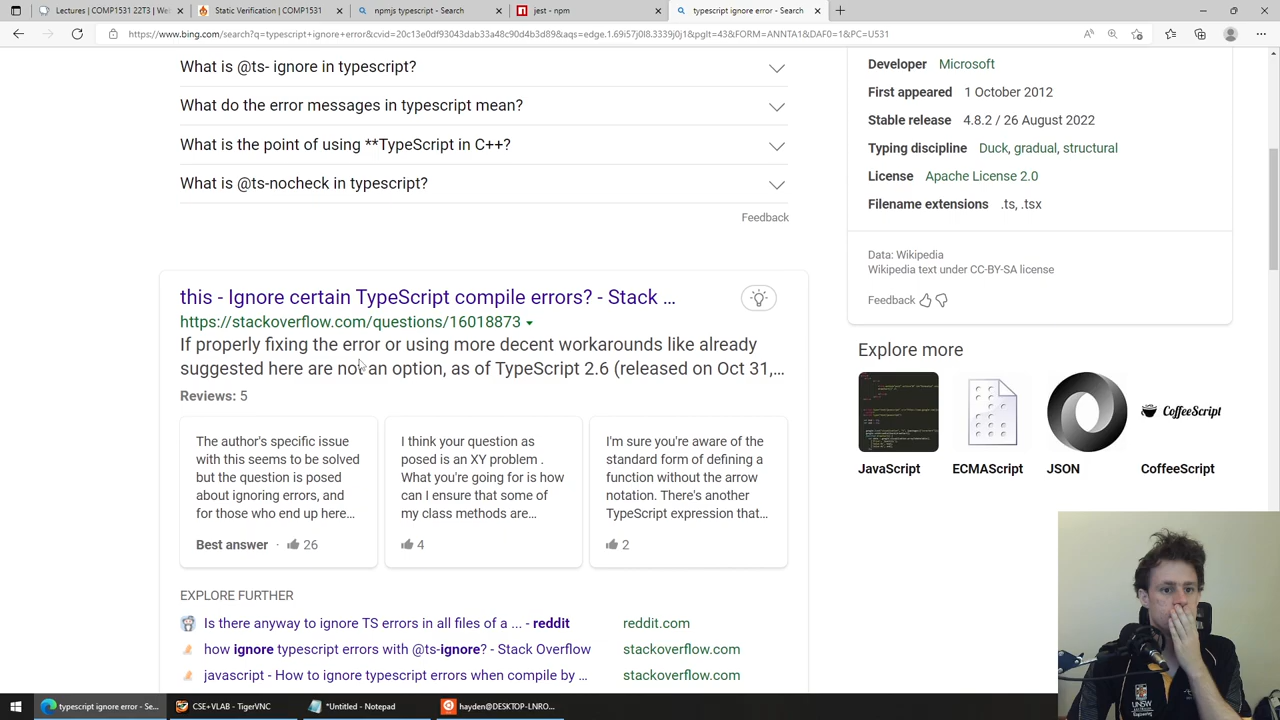 Lectures | COMP1531 22T3 | Wel
Static Verification | COMP1531
npmjs typescript - Search
jest - npm
typescript ignore error - Search
https://www.bing.com/search?q=typescript+ignore+error&cvid=20c13e0df93043dab33a48c90d4b3d89&aqs=edge.1.69i57j0l8.3339j0j1&pglt=43&FORM=ANNTA1&DAF0=1&PC=U531
What is @ts- ignore in typescript?
What do the error messages in typescript mean?
What is the point of using **TypeScript in C++?
What is @ts-nocheck in typescript?
Feedback
this - Ignore certain TypeScript compile errors? - Stack ...
https://stackoverflow.com/questions/16018873
If properly fixing the error or using more decent workarounds like already
suggested here are not an option, as of TypeScript 2.6 (released on Oct 31,...
Reviews: 5
The author's specific issue
with this seems to be solved
but the question is posed
about ignoring errors, and
for those who end up here...
Best answer · 26
I think your question as
posed is an XY problem .
What you're going for is how
can I ensure that some of
my class methods are...
4
I'm sure you're aware of the
standard form of defining a
function without the arrow
notation. There's another
TypeScript expression that...
2
EXPLORE FURTHER
Is there anyway to ignore TS errors in all files of a ... - reddit
reddit.com
how ignore typescript errors with @ts-ignore? - Stack Overflow
stackoverflow.com
javascript - How to ignore typescript errors when compile by ...
stackoverflow.com
Developer Microsoft
First appeared 1 October 2012
Stable release 4.8.2 / 26 August 2022
Typing discipline Duck, gradual, structural
License Apache License 2.0
Filename extensions .ts, .tsx
Data: Wikipedia
Wikipedia text under CC-BY-SA license
Feedback
Explore more
CoffeeScript
JavaScript
ECMAScript
JSON
CoffeeScript
UNSW
typescript ignore error - Se...
CSE+VLAB - TigerVNC
*Untitled - Notepad
hayden@DESKTOP-LNRO...